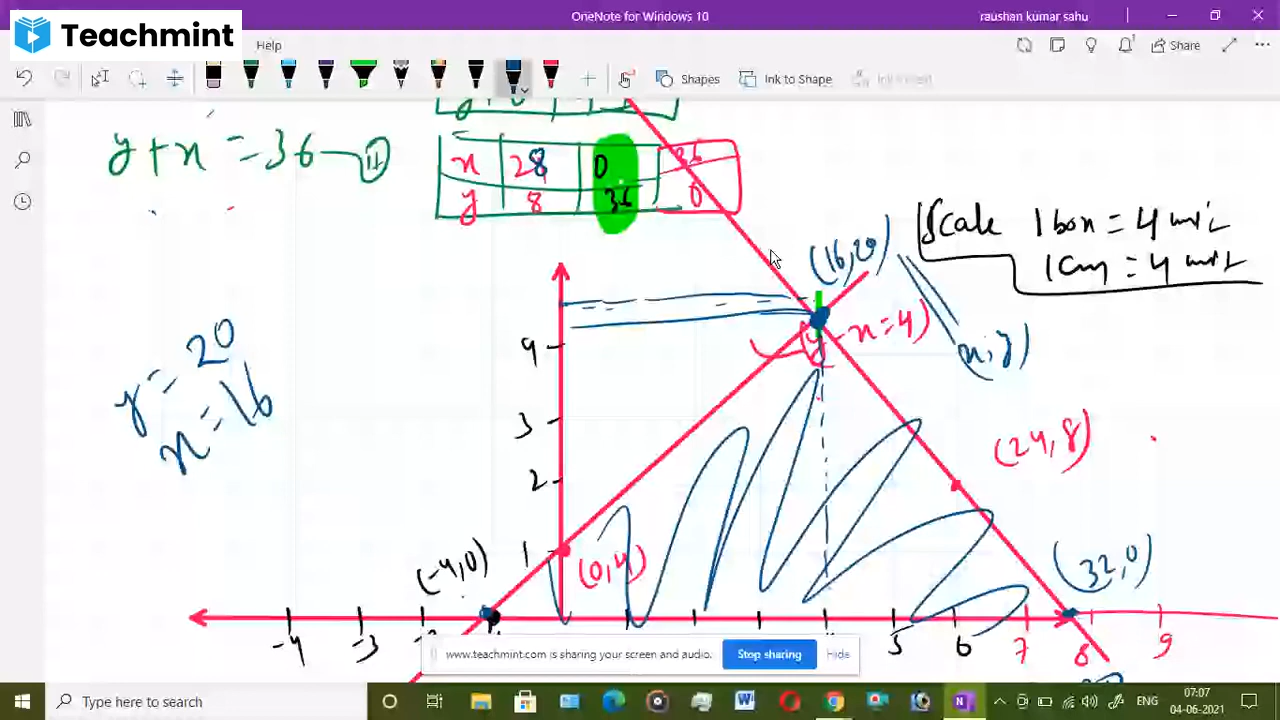 OneNote for Windows 10
raushan kumar sahu
Teachmint
Help
Share
Shapes
Ink to Shape
y + x = 36 — II
x 28 0 36
y 8 36 0
Scale 1 box = 4 unit
1 cm = 4 unit
(16,20)
y - x = 4)
y = 20
x = 16
4
3
2
1
(24,8)
(-4,0)
(0,4)
(32,0)
-4 -3 5 6 7 8 9
www.teachmint.com is sharing your screen and audio.
Stop sharing
Hide
Type here to search
ENG
07:07
04-06-2021